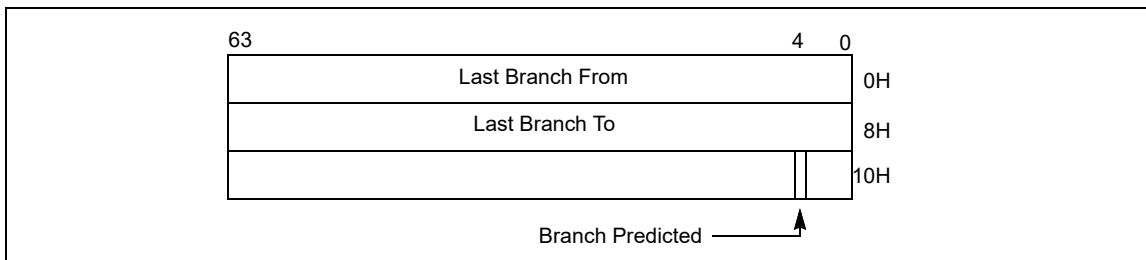 63 4 0
Last Branch From 0H
Last Branch To 8H
10H
Branch Predicted